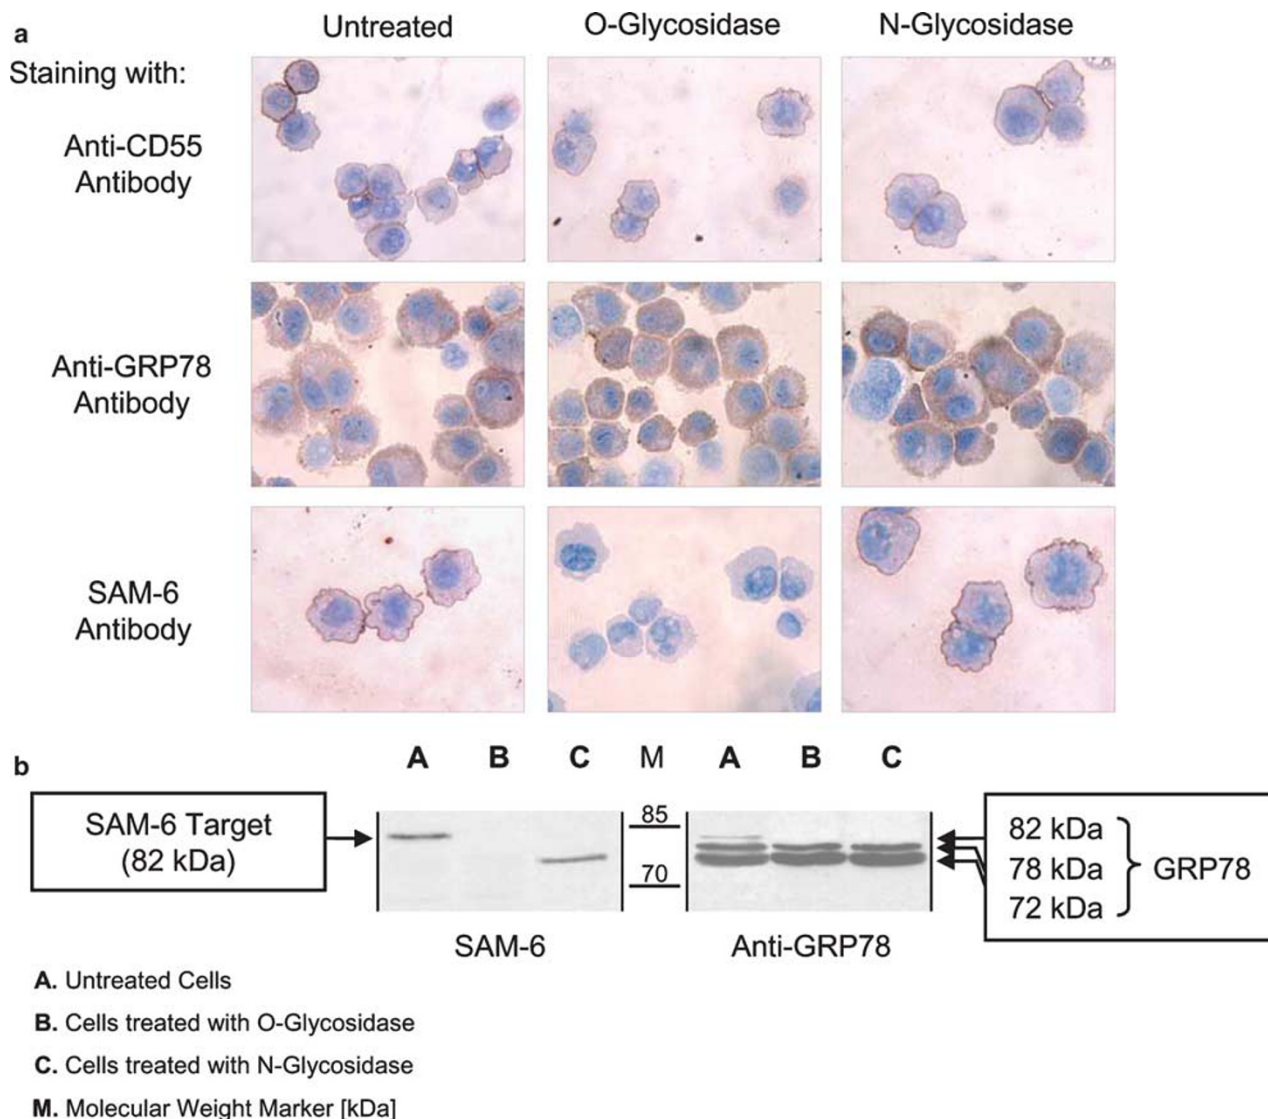 a
Untreated
O-Glycosidase
N-Glycosidase
Staining with:
Anti-CD55
Antibody
Anti-GRP78
Antibody
SAM-6
Antibody
b
A B C M A B C
SAM-6 Target
(82 kDa)
85
70
82 kDa
78 kDa
72 kDa
GRP78
SAM-6
Anti-GRP78
A. Untreated Cells
B. Cells treated with O-Glycosidase
C. Cells treated with N-Glycosidase
M. Molecular Weight Marker [kDa]